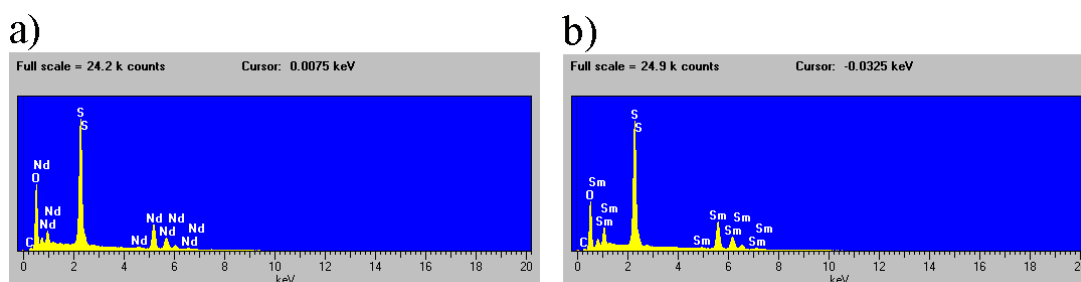 a)
Full scale = 24.2 k counts Cursor: 0.0075 keV
S
S
Nd
O
Nd
Nd
C
Nd
Nd
Nd
Nd
Nd
0 2 4 6 8 10 12 14 16 18 20
keV
b)
Full scale = 24.9 k counts Cursor: -0.0325 keV
S
S
Sm
O
Sm
Sm
C
Sm
Sm
Sm
Sm
Sm
0 2 4 6 8 10 12 14 16 18 20
keV